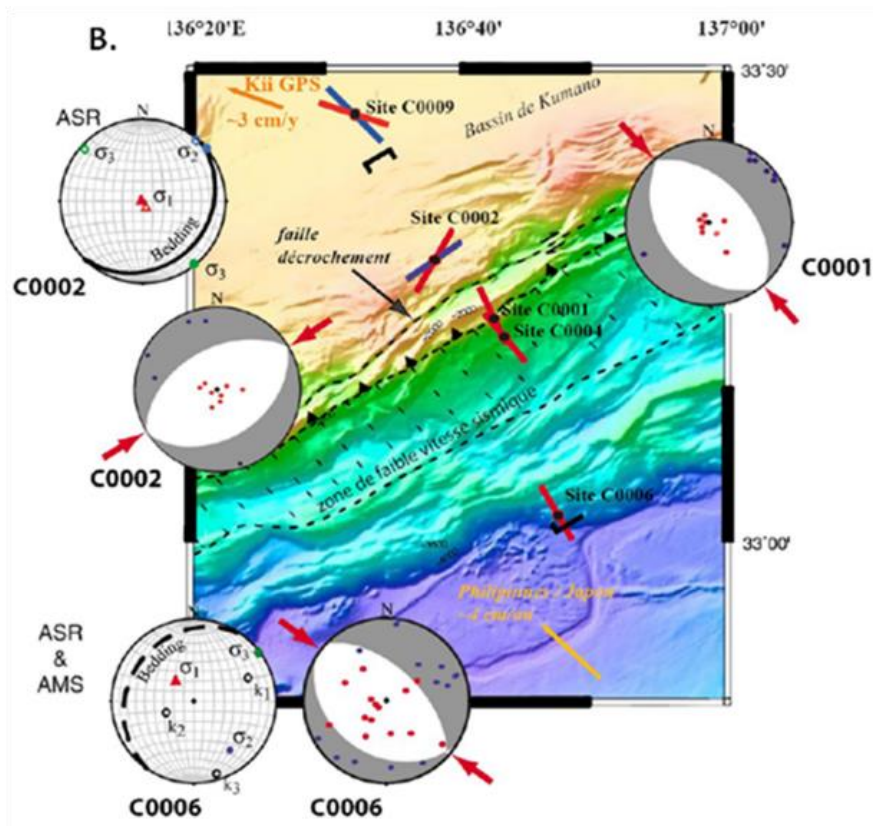 B.
136°20'E
136°40'
137°00'
33°30'
Kii GPS
~3 cm/y
Site C0009
Bassin de Kumano
ASR
N
σ3
σ2
σ1
Bedding
σ3
C0002
Site C0002
faille
décrochement
N
C0001
N
C0002
Site C0001
Site C0004
zone de faible vitesse sismique
Site C0006
33°00'
Philippines / Japon
~4 cm/an
ASR
&
AMS
N
Bedding
σ3
σ1
k1
k2
σ2
k3
C0006
N
C0006